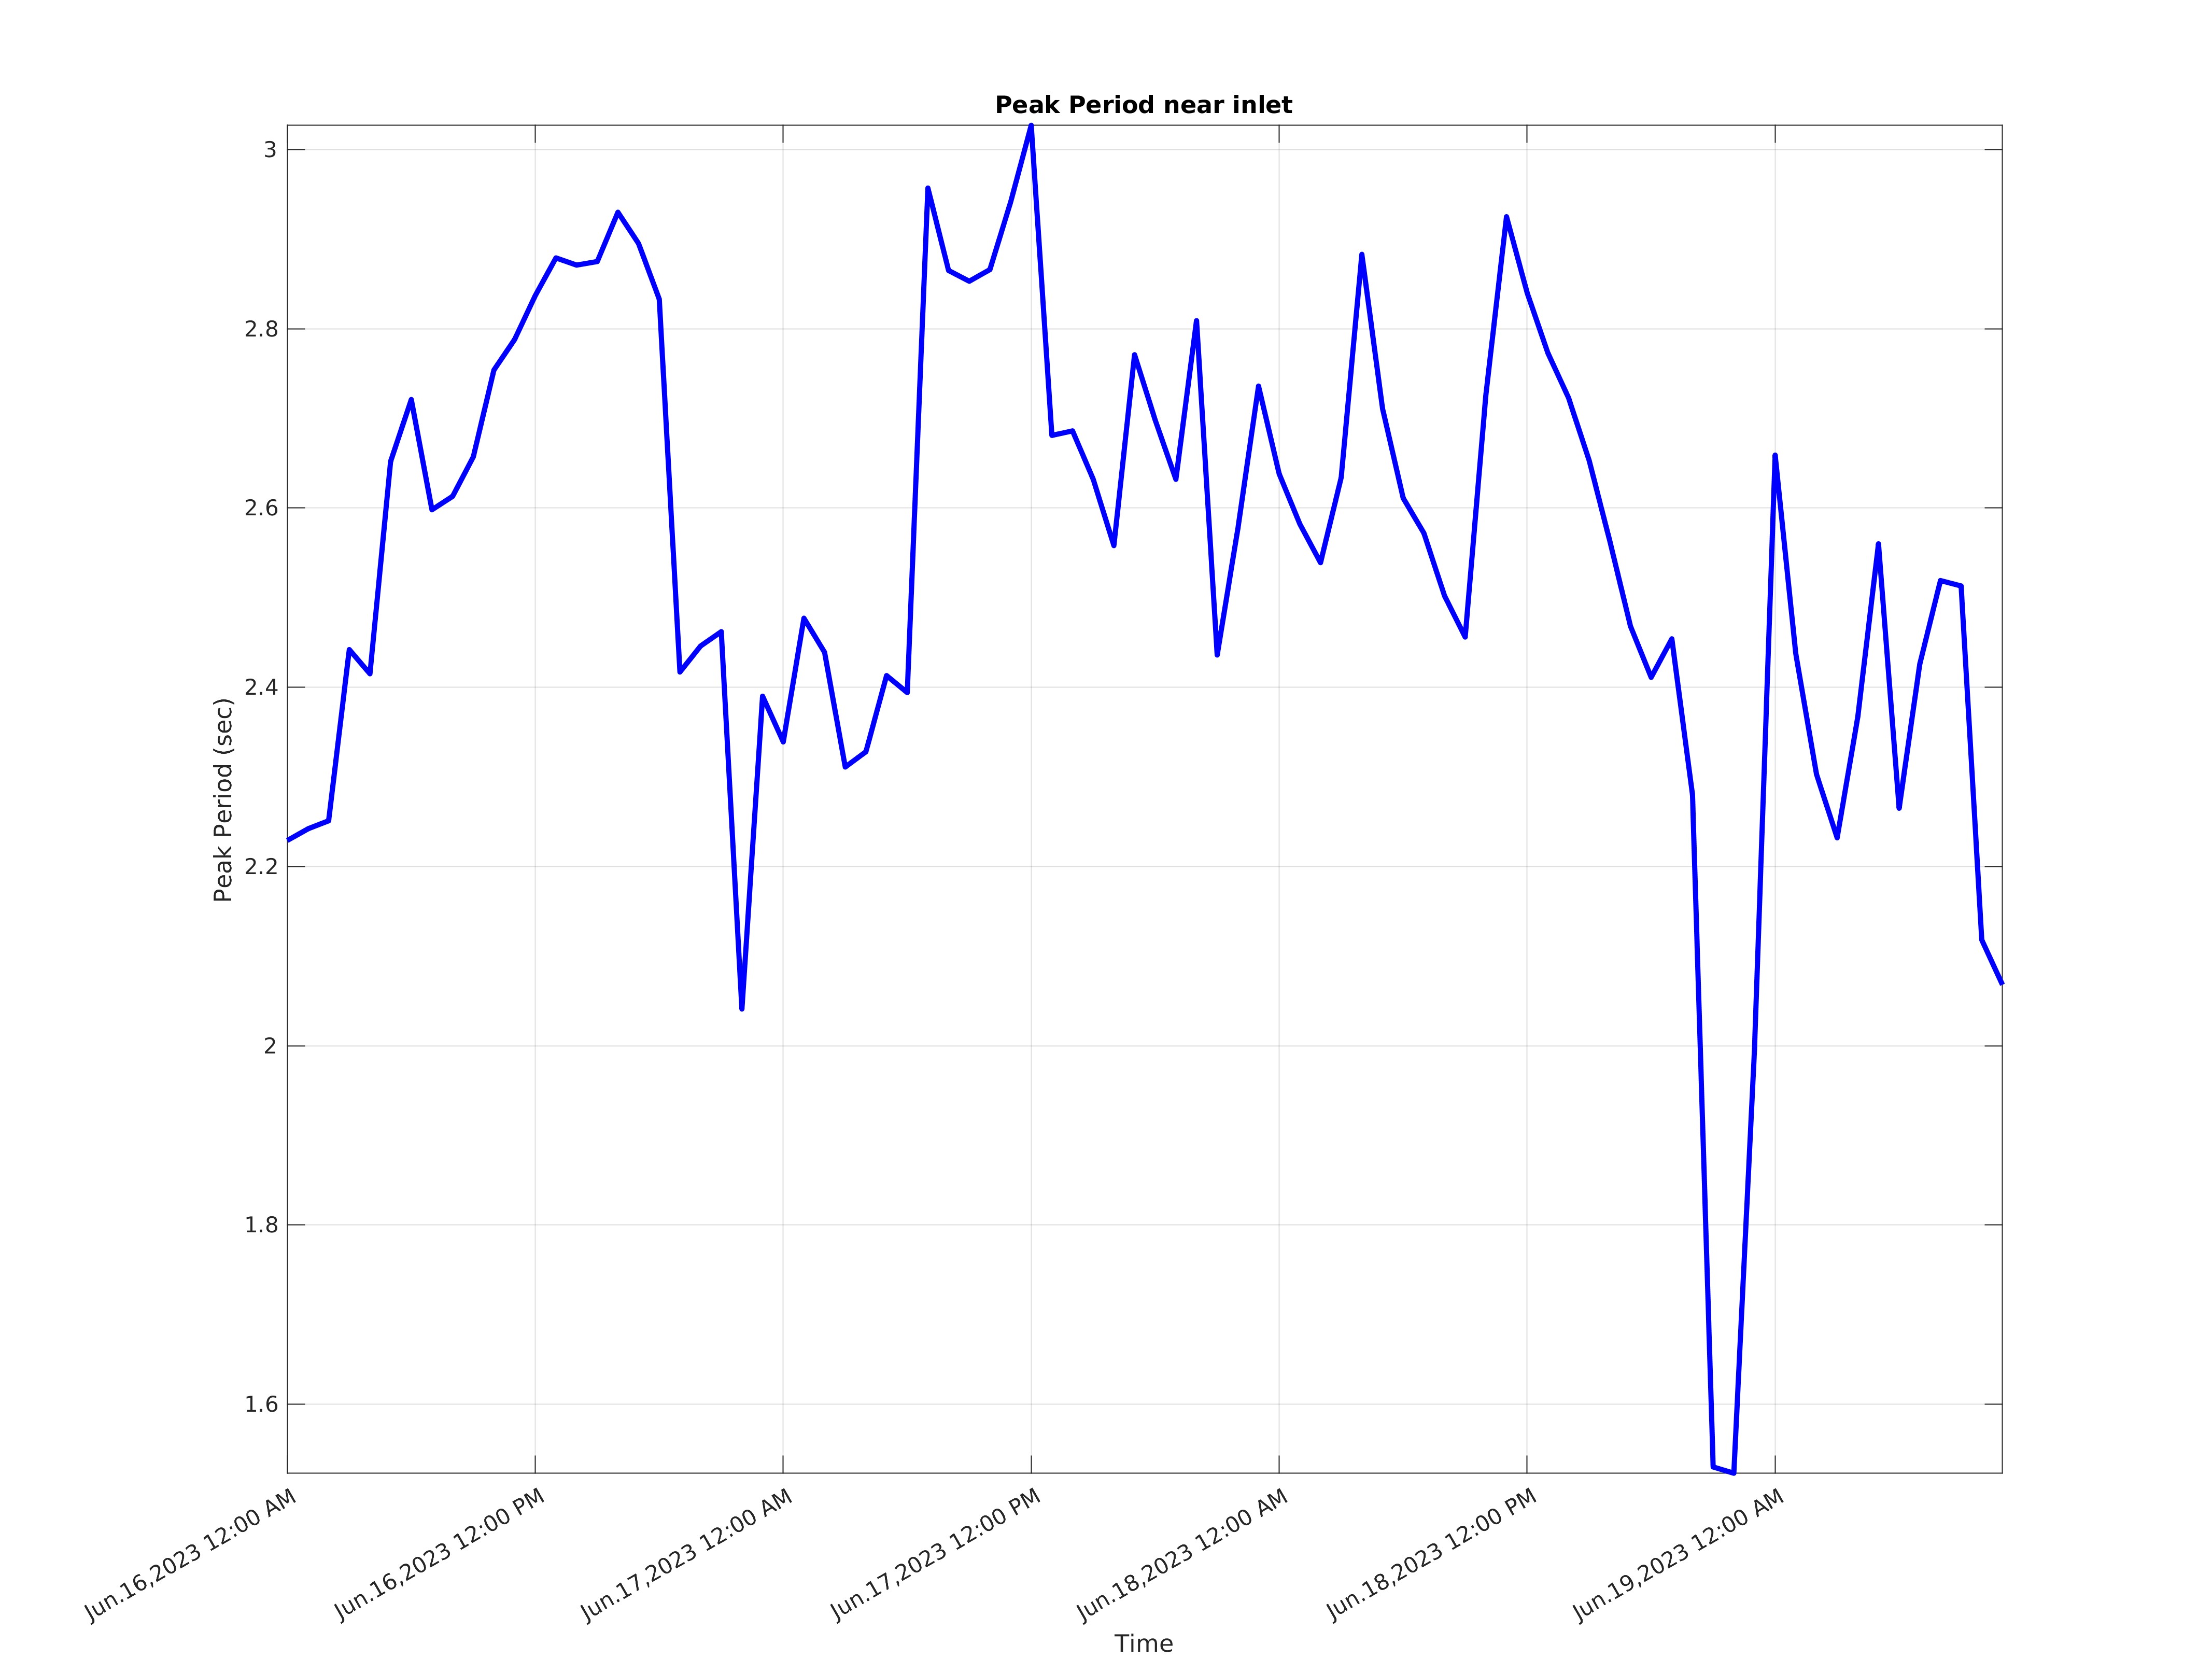 Peak Period near inlet
3
2.8
2.6
2.4
2.2
2
1.8
1.6
Peak Period (sec)
Jun.16,2023 12:00 AM
Jun.16,2023 12:00 PM
Jun.17,2023 12:00 AM
Jun.17,2023 12:00 PM
Jun.18,2023 12:00 AM
Jun.18,2023 12:00 PM
Jun.19,2023 12:00 AM
Time